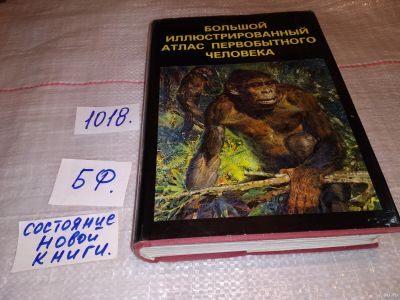 БОЛЬШОЙ
ИЛЛЮСТРИРОВАННЫЙ
АТЛАС ПЕРВОБЫТНОГО
ЧЕЛОВЕКА
1018.
БФ.
СОСТОЯНИЕ
НОВОЙ
КНИГИ.